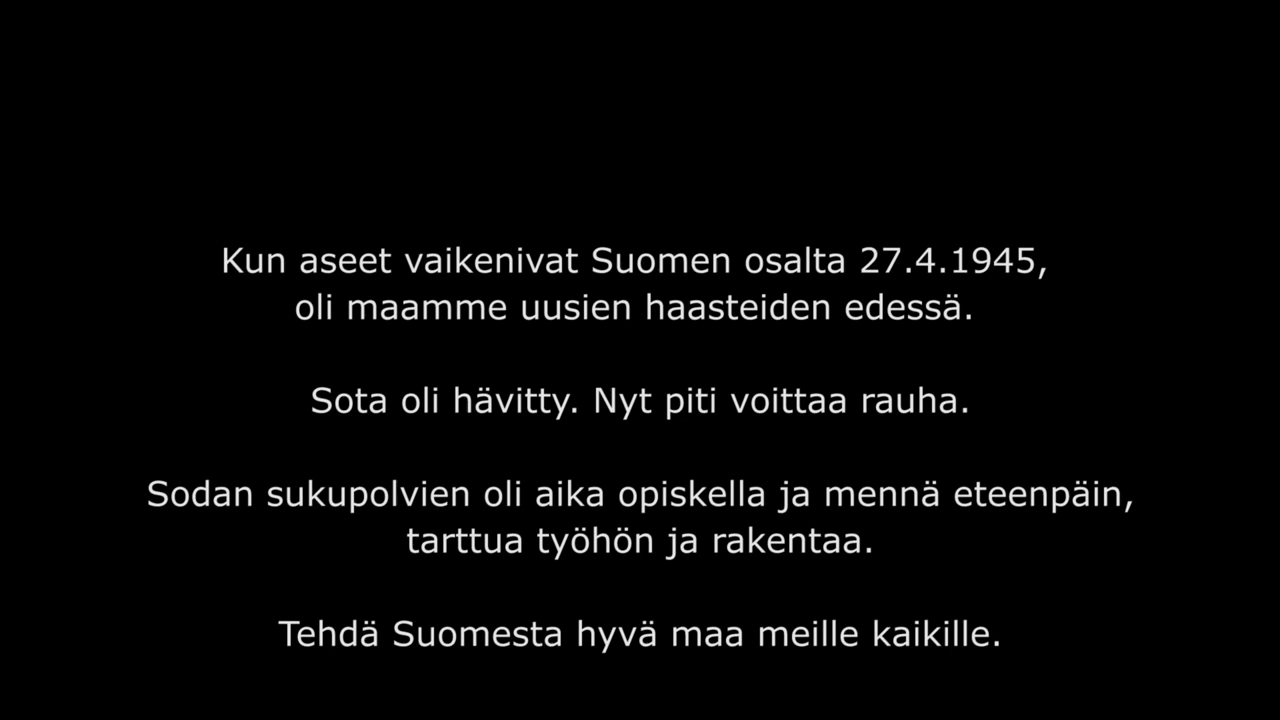 Kun aseet vaikenivat Suomen osalta 27.4.1945,
oli maamme uusien haasteiden edessä.
Sota oli hävitty. Nyt piti voittaa rauha.
Sodan sukupolvien oli aika opiskella ja mennä eteenpäin,
tarttua työhön ja rakentaa.
Tehdä Suomesta hyvä maa meille kaikille.